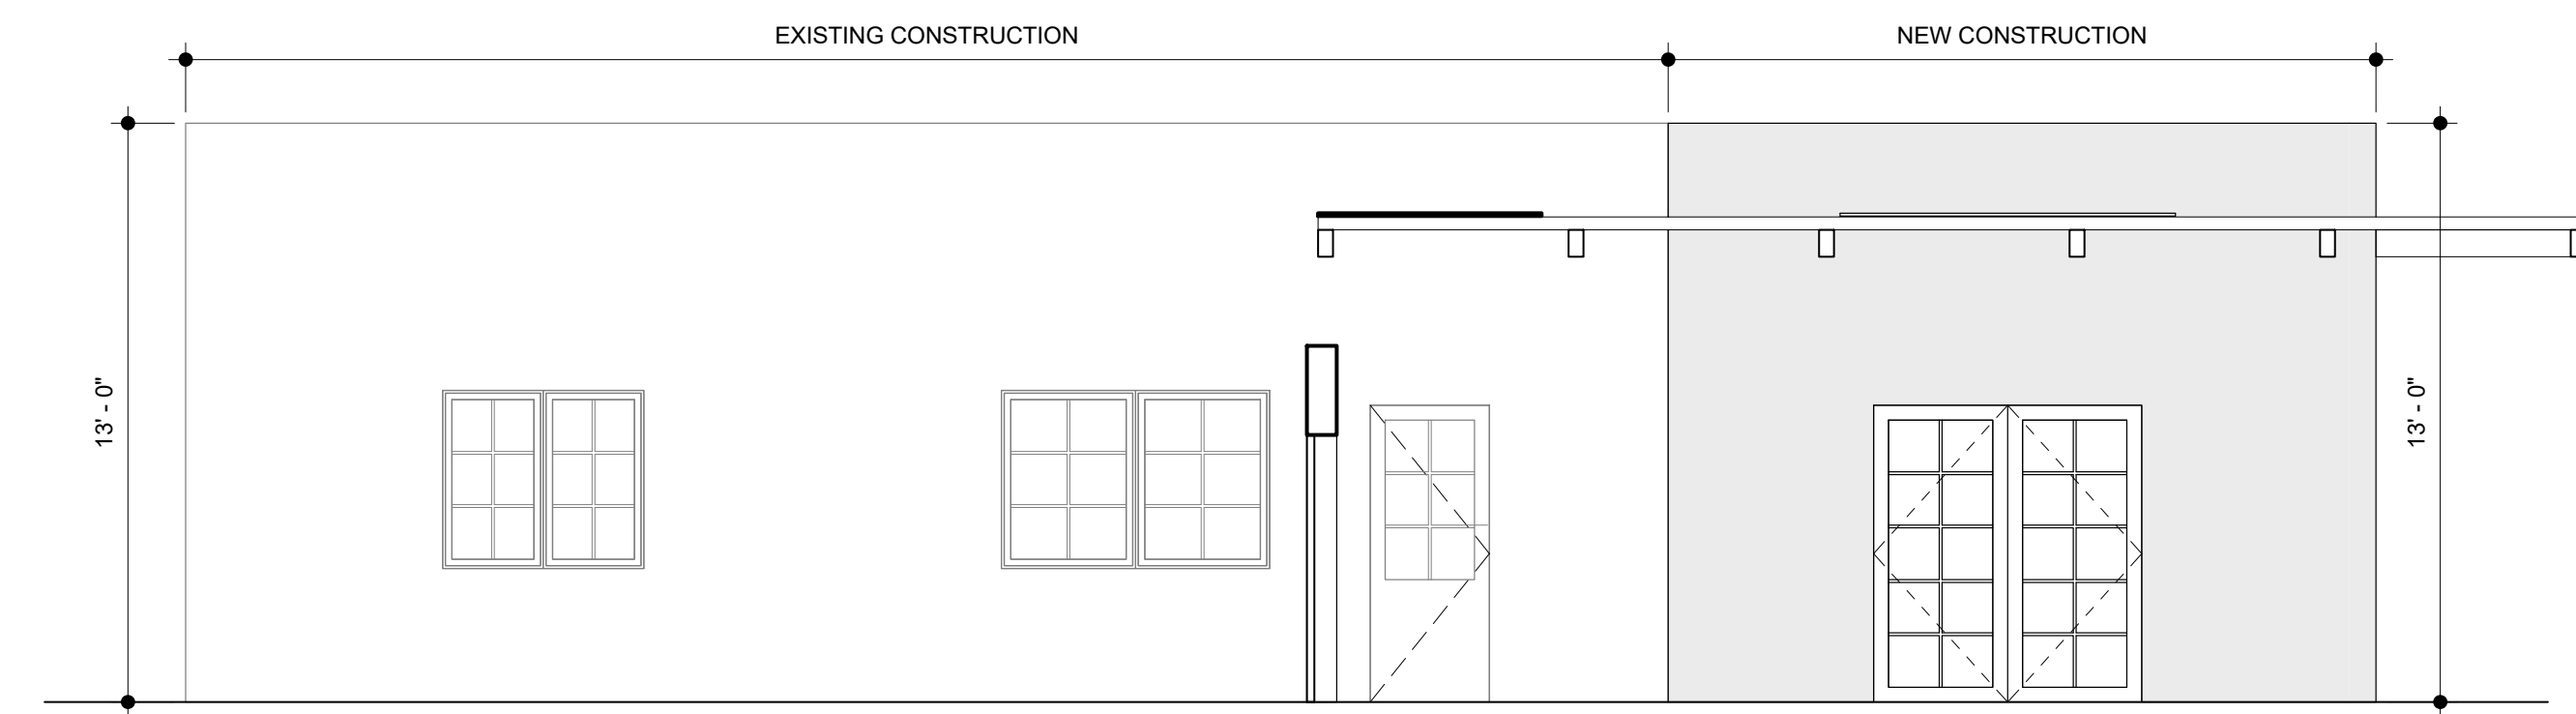 EXISTING CONSTRUCTION
NEW CONSTRUCTION
13' - 0"
13' - 0"